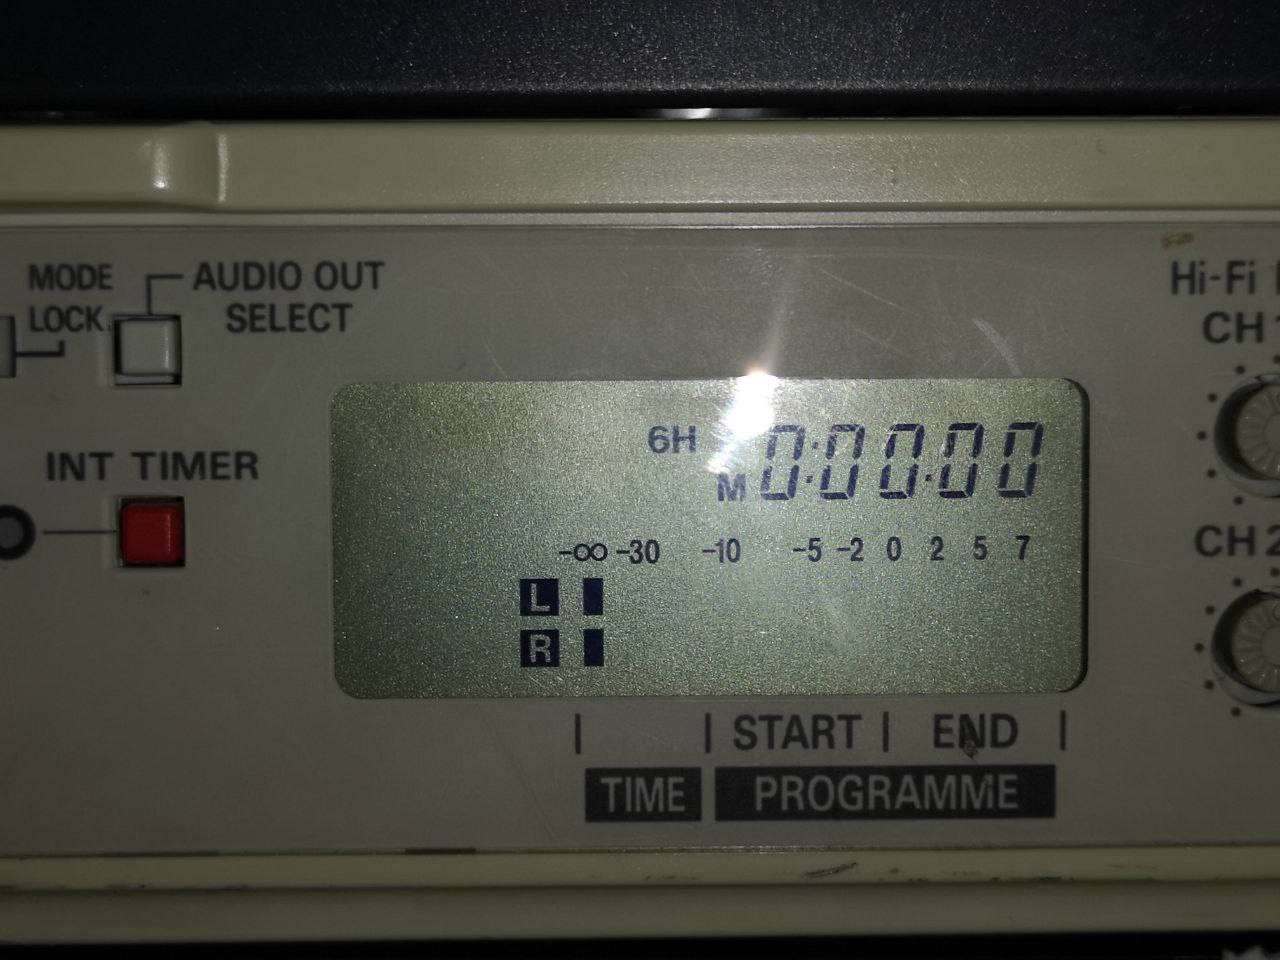 MODE
LOCK
AUDIO OUT
SELECT
INT TIMER
6H
M 0:00:00
-∞ -30 -10 -5 -2 0 2 5 7
L
R
START END
TIME PROGRAMME
Hi-Fi
CH 1
CH 2